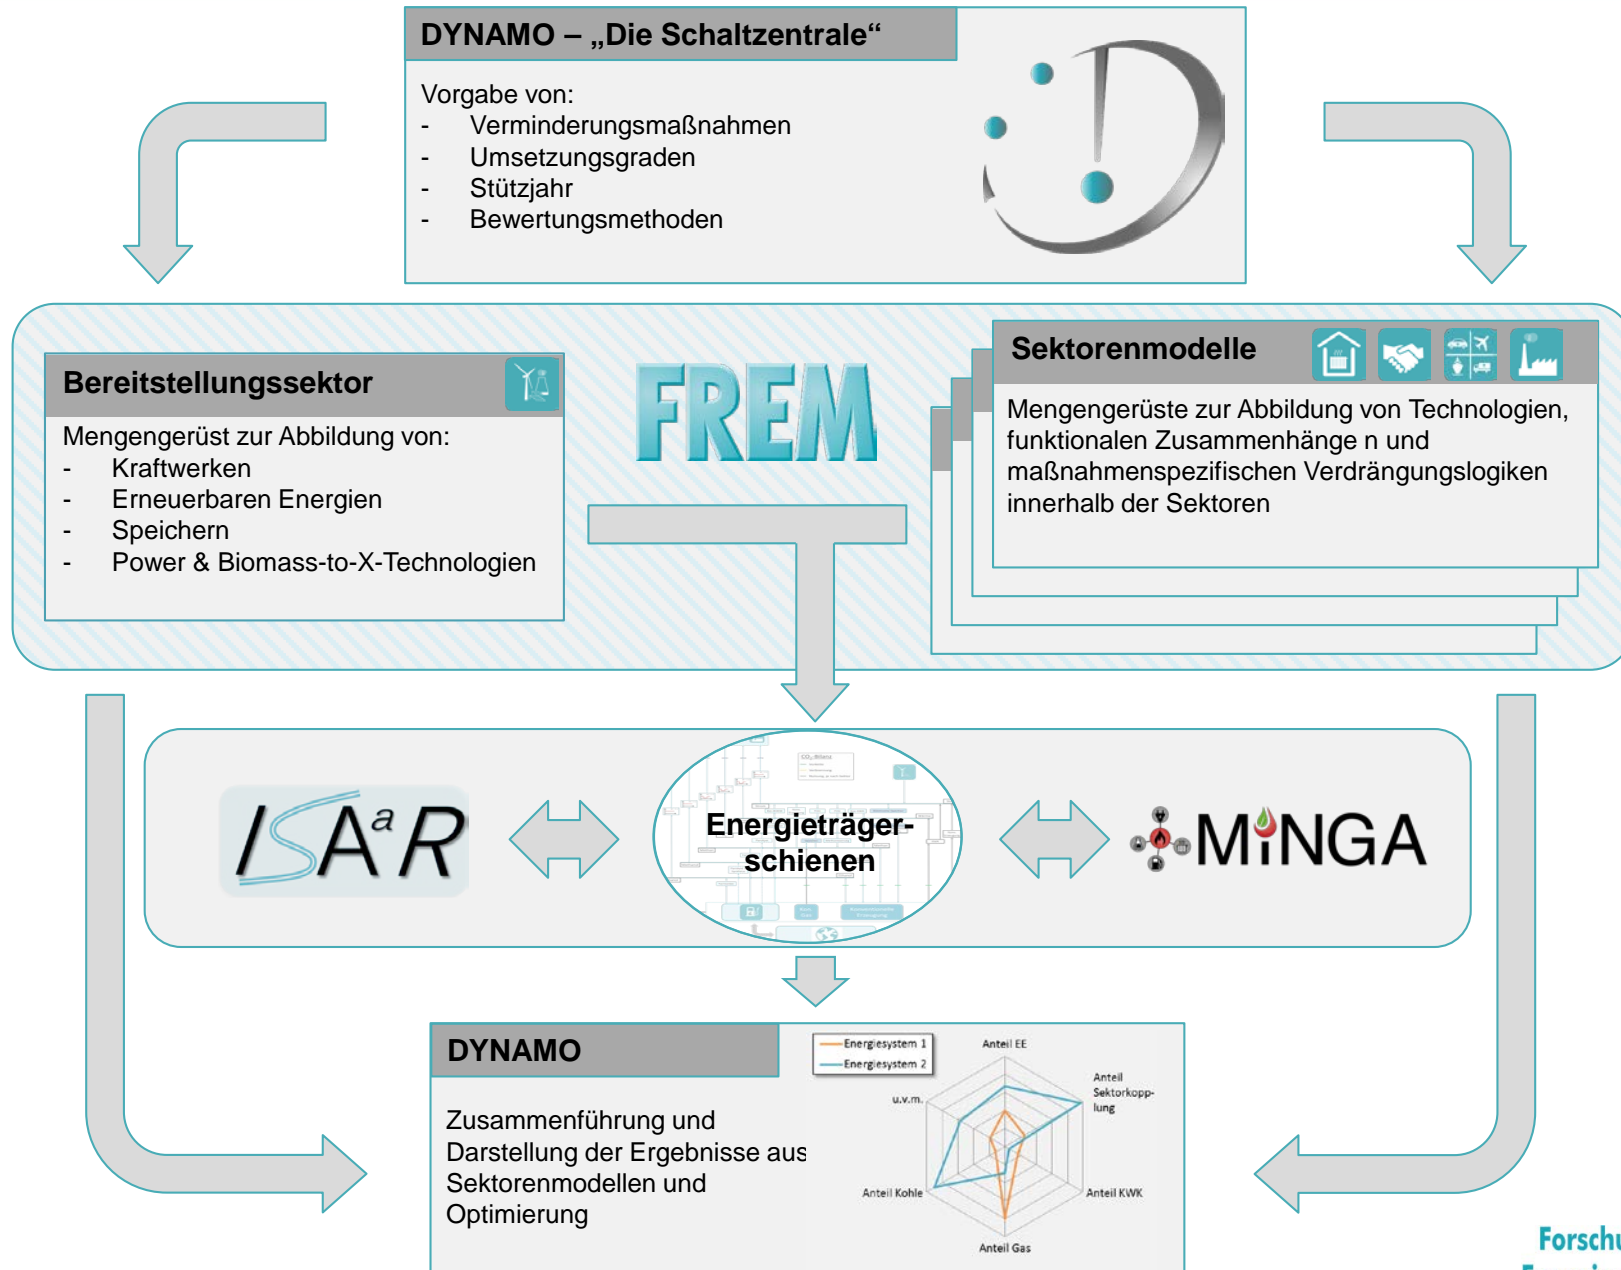 DYNAMO – „Die Schaltzentrale“
Vorgabe von:
- Verminderungsmaßnahmen
- Umsetzungsgraden
- Stützjahr
- Bewertungsmethoden
Bereitstellungssektor
Mengengerüst zur Abbildung von:
- Kraftwerken
- Erneuerbaren Energien
- Speichern
- Power & Biomass-to-X-Technologien
FREM
Sektorenmodelle
Mengengerüste zur Abbildung von Technologien,
funktionalen Zusammenhänge n und
maßnahmenspezifischen Verdrängungslogiken
innerhalb der Sektoren
ISAaR
CO₂-Bilanz
Energieträger-
schienen
MINGA
DYNAMO
Zusammenführung und
Darstellung der Ergebnisse aus
Sektorenmodellen und
Optimierung
Energiesystem 1
Energiesystem 2
Anteil EE
Anteil
Sektorkopp-
lung
Anteil KWK
Anteil Gas
Anteil Kohle
u.v.m.
Forschu